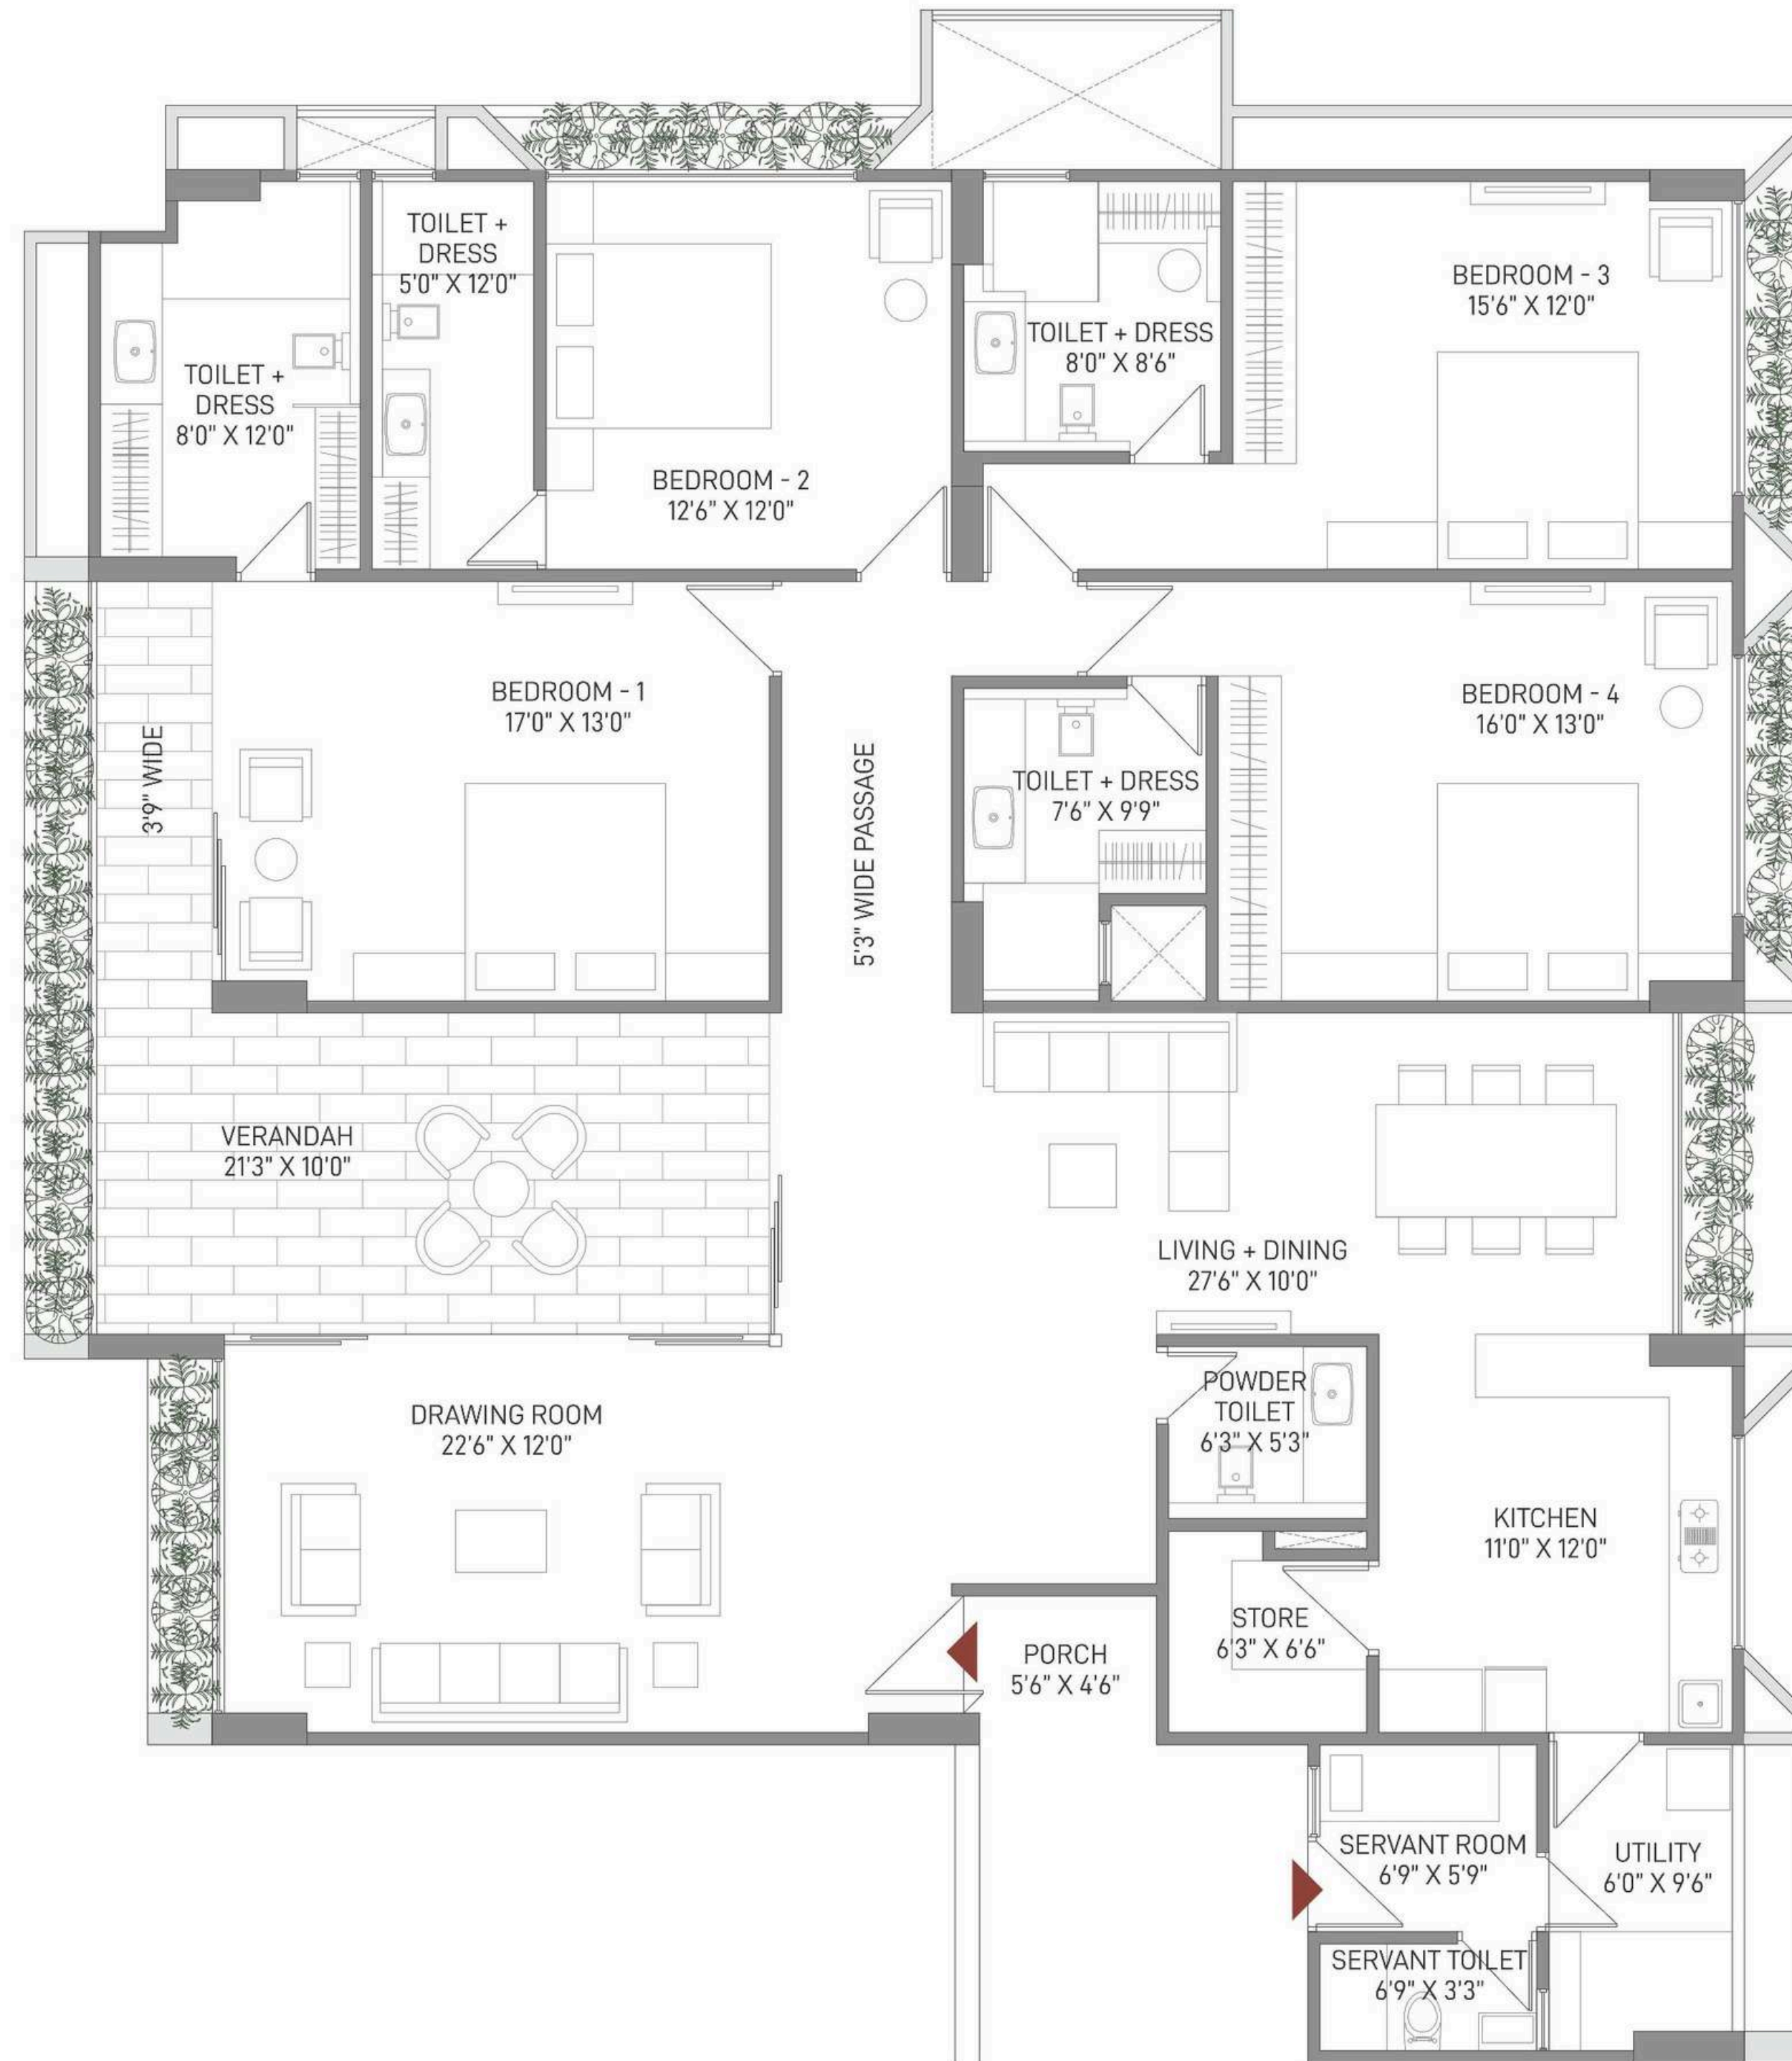 TOILET +
DRESS
5'0" X 12'0"
TOILET +
DRESS
8'0" X 12'0"
BEDROOM - 2
12'6" X 12'0"
TOILET + DRESS
8'0" X 8'6"
BEDROOM - 3
15'6" X 12'0"
3'9" WIDE
BEDROOM - 1
17'0" X 13'0"
5'3" WIDE PASSAGE
TOILET + DRESS
7'6" X 9'9"
BEDROOM - 4
16'0" X 13'0"
VERANDAH
21'3" X 10'0"
LIVING + DINING
27'6" X 10'0"
DRAWING ROOM
22'6" X 12'0"
POWDER
TOILET
6'3" X 5'3"
KITCHEN
11'0" X 12'0"
STORE
6'3" X 6'6"
PORCH
5'6" X 4'6"
SERVANT ROOM
6'9" X 5'9"
UTILITY
6'0" X 9'6"
SERVANT TOILET
6'9" X 3'3"